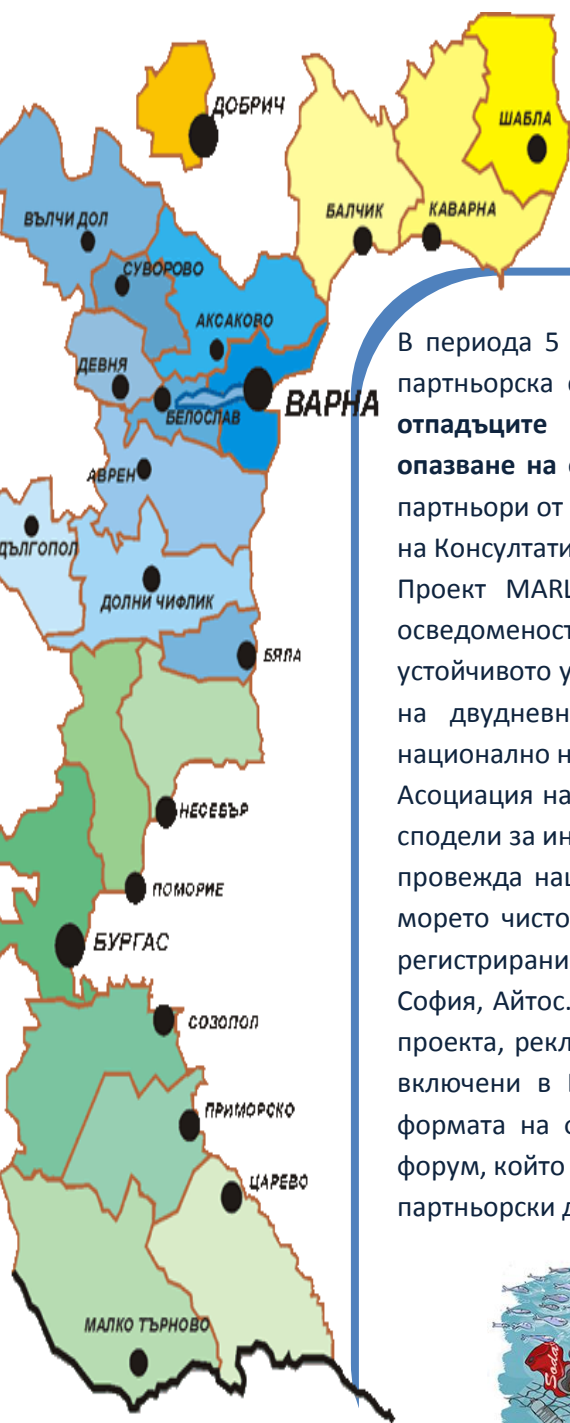 ДОБРИЧ
ШАБЛА
БАЛЧИК
КАВАРНА
ВЪЛЧИ ДОЛ
СУВОРОВО
АКСАКОВО
ДЕВНЯ
БЕЛОСЛАВ
ВАРНА
АВРЕН
ДЪЛГОПОЛ
ДОЛНИ ЧИФЛИК
БЯЛА
НЕСЕБЪР
ПОМОРИЕ
БУРГАС
СОЗОПОЛ
ПРИМОРСКО
ЦАРЕВО
МАЛКО ТЪРНОВО
В периода 5
партньорска
отпадъците
опазване на
партньори от
на Консултати
Проект MARL
осведоменост
устойчивото у
на двудневн
национално н
Асоциация на
сподели за ин
провежда нац
морето чисто
регистрирани
София, Айтос.
проекта, рекл
включени в
формата на с
форум, който
партньорски д
Soda